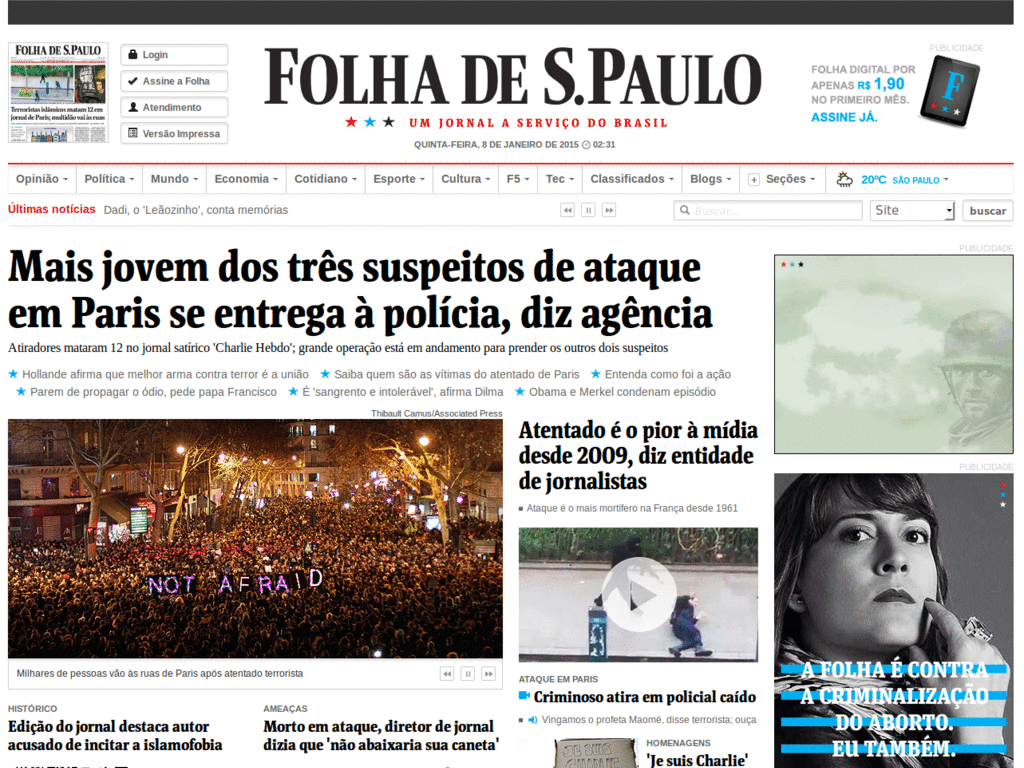 FOLHA DE S.PAULO
Terroristas islâmicos matam 12 em
jornal de Paris; multidão vai às ruas
Login
Assine a Folha
Atendimento
Versão Impressa
FOLHA DE S.PAULO
UM JORNAL A SERVIÇO DO BRASIL
QUINTA-FEIRA, 8 DE JANEIRO DE 2015 02:31
PUBLICIDADE
FOLHA DIGITAL POR
APENAS R$ 1,90
NO PRIMEIRO MÊS.
ASSINE JÁ.
F
Opinião Política Mundo Economia Cotidiano Esporte Cultura F5 Tec Classificados Blogs + Seções 20ºC SÃO PAULO
Últimas notícias Dadi, o 'Leãozinho', conta memórias
Buscar...
Site
buscar
PUBLICIDADE
Mais jovem dos três suspeitos de ataque
em Paris se entrega à polícia, diz agência
Atiradores mataram 12 no jornal satírico 'Charlie Hebdo'; grande operação está em andamento para prender os outros dois suspeitos
Hollande afirma que melhor arma contra terror é a união Saiba quem são as vítimas do atentado de Paris Entenda como foi a ação
Parem de propagar o ódio, pede papa Francisco É 'sangrento e intolerável', afirma Dilma Obama e Merkel condenam episódio
Thibault Camus/Associated Press
NOT AFRAID
Milhares de pessoas vão às ruas de Paris após atentado terrorista
Atentado é o pior à mídia
desde 2009, diz entidade
de jornalistas
Ataque é o mais mortífero na França desde 1961
ATAQUE EM PARIS
Criminoso atira em policial caído
Vingamos o profeta Maomé, disse terrorista; ouça
HISTÓRICO
Edição do jornal destaca autor
acusado de incitar a islamofobia
AMEAÇAS
Morto em ataque, diretor de jornal
dizia que 'não abaixaria sua caneta'
JE SUIS
CHARLIE
HOMENAGENS
'Je suis Charlie'
PUBLICIDADE
A FOLHA É CONTRA
A CRIMINALIZAÇÃO
DO ABORTO.
EU TAMBÉM.